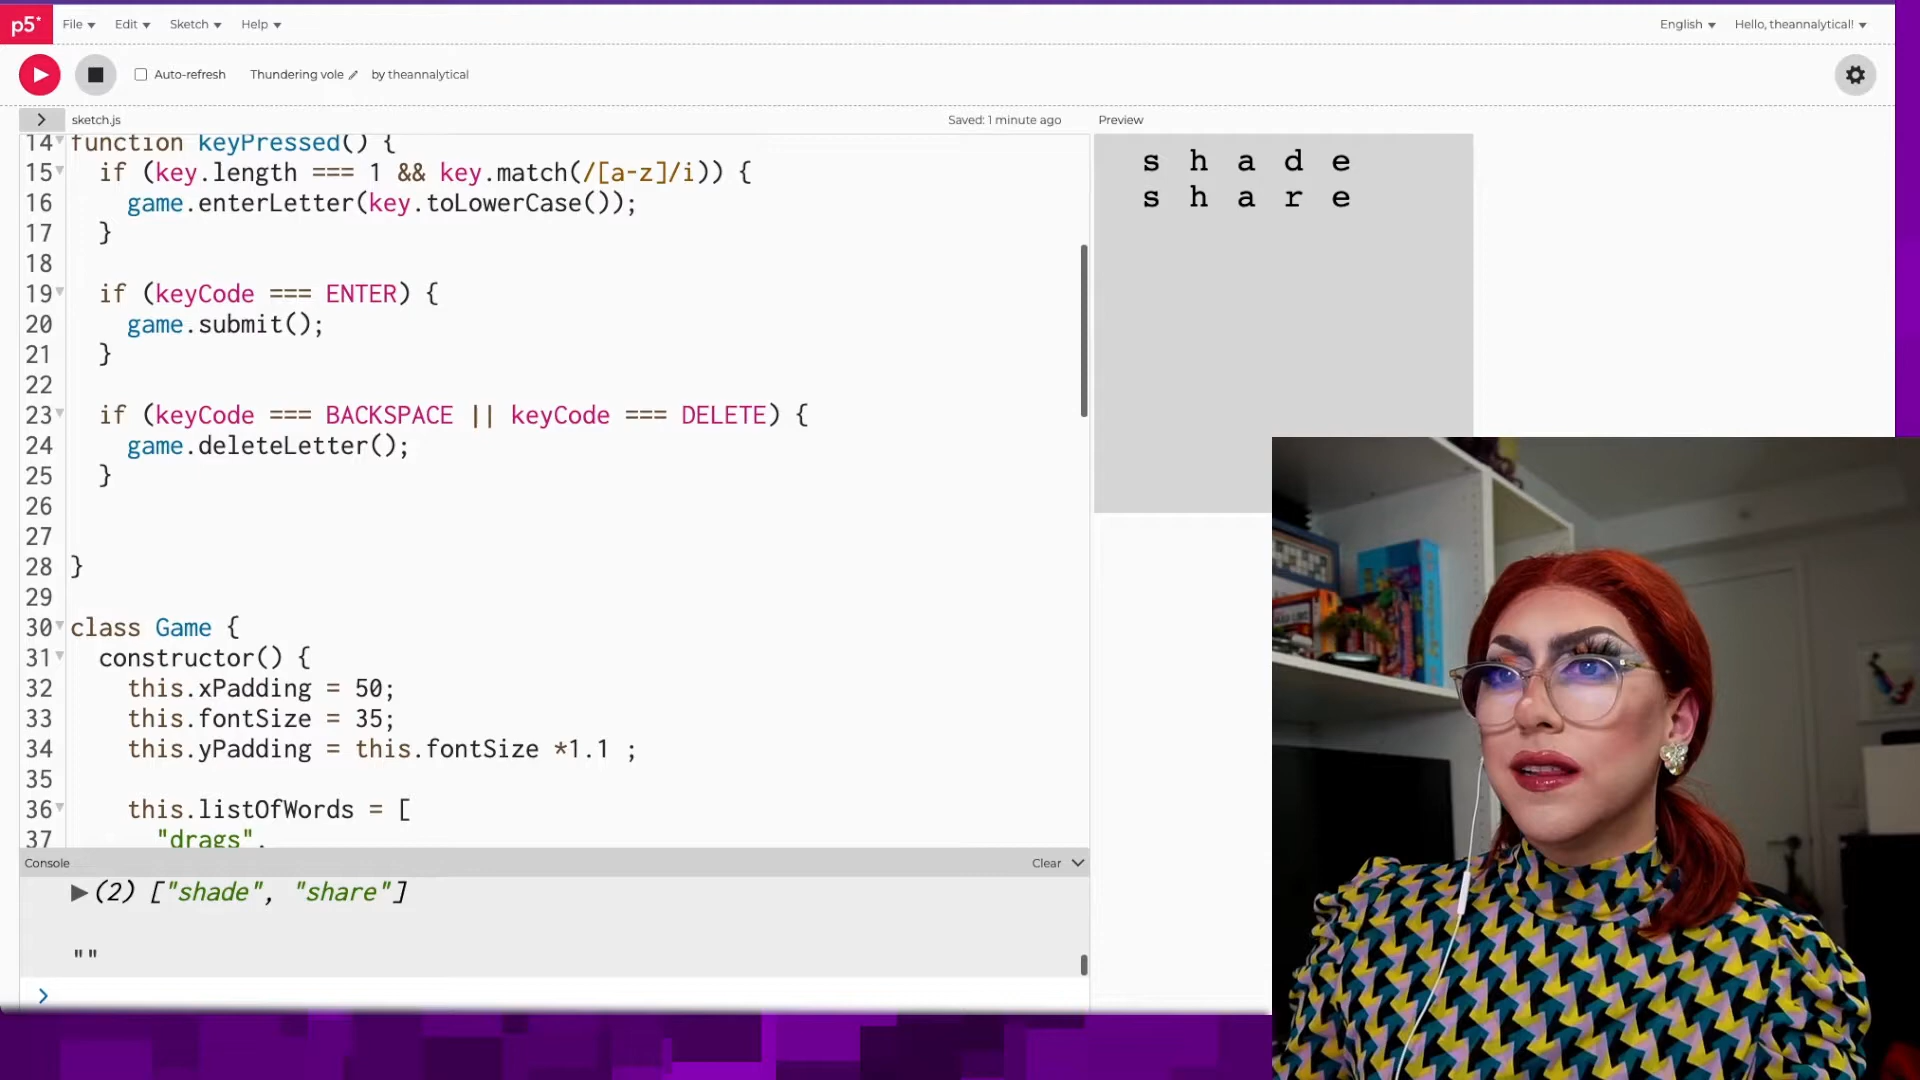 p5* File Edit Sketch Help English Hello, theannalytical!
Auto-refresh Thundering vole by theannalytical
sketch.js Saved: 1 minute ago Preview
14 function keyPressed() {
15 if (key.length === 1 && key.match(/[a-z]/i)) {
16 game.enterLetter(key.toLowerCase());
17 }
18
19 if (keyCode === ENTER) {
20 game.submit();
21 }
22
23 if (keyCode === BACKSPACE || keyCode === DELETE) {
24 game.deleteLetter();
25 }
26
27
28 }
29
30 class Game {
31 constructor() {
32 this.xPadding = 50;
33 this.fontSize = 35;
34 this.yPadding = this.fontSize *1.1 ;
35
36 this.listOfWords = [
37 "drags",
s h a d e
s h a r e
Console Clear
(2) ["shade", "share"]
""
>